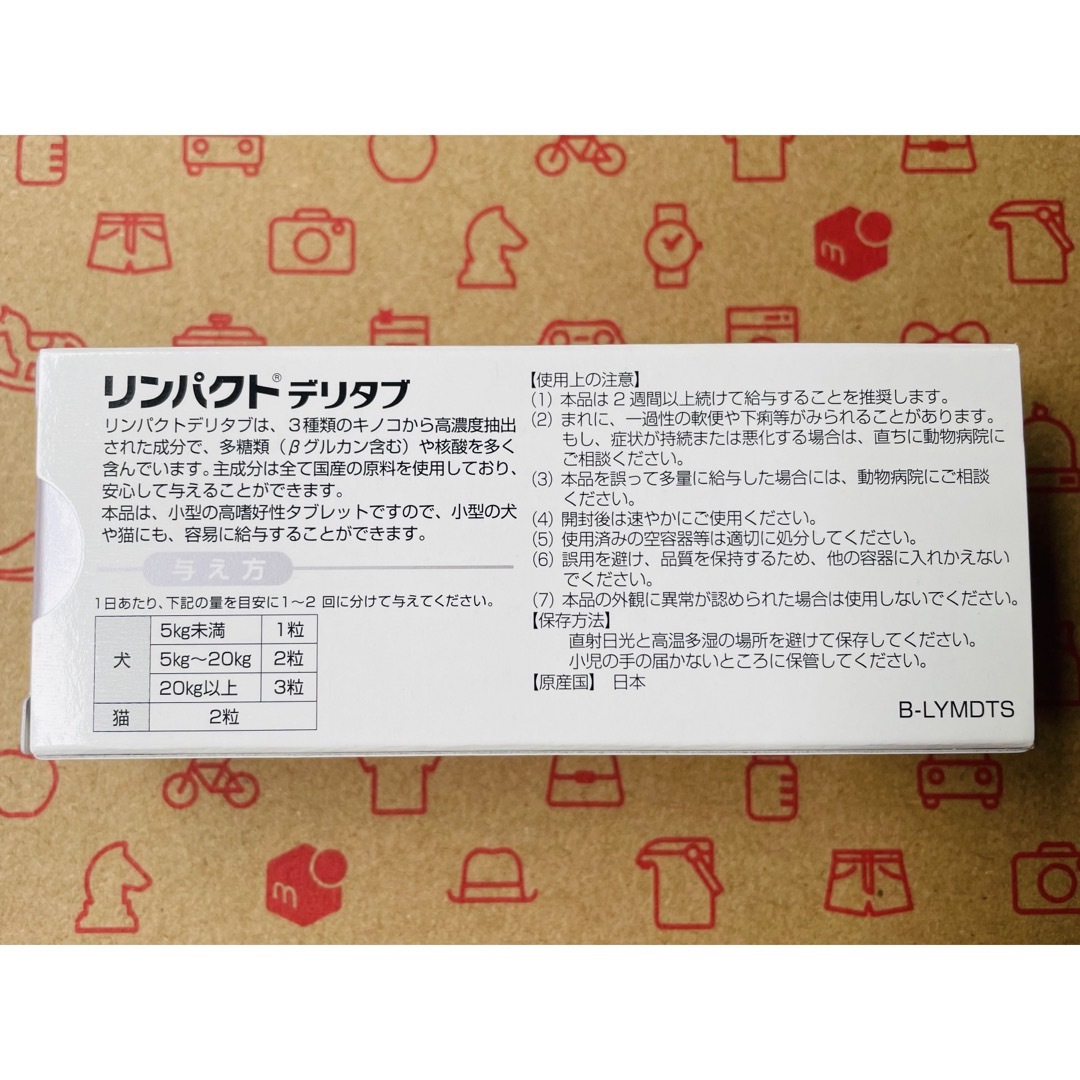 リンパクト® デリタブ
リンパクトデリタブは、3種類のキノコから高濃度抽出
された成分で、多糖類（βグルカン含む）や核酸を多く
含んでいます。主成分は全て国産の原料を使用しており、
安心して与えることができます。
本品は、小型の高嗜好性タブレットですので、小型の犬
や猫にも、容易に給与することができます。
与え方
1日あたり、下記の量を目安に1〜2 回に分けて与えてください。
犬 5kg未満 1粒
5kg〜20kg 2粒
20kg以上 3粒
猫 2粒
【使用上の注意】
(1) 本品は2週間以上続けて給与することを推奨します。
(2) まれに、一過性の軟便や下痢等がみられることがあります。
もし、症状が持続または悪化する場合は、直ちに動物病院に
ご相談ください。
(3) 本品を誤って多量に給与した場合には、動物病院にご相談
ください。
(4) 開封後は速やかにご使用ください。
(5) 使用済みの空容器等は適切に処分してください。
(6) 誤用を避け、品質を保持するため、他の容器に入れかえない
でください。
(7) 本品の外観に異常が認められた場合は使用しないでください。
【保存方法】
直射日光と高温多湿の場所を避けて保存してください。
小児の手の届かないところに保管してください。
【原産国】 日本
B-LYMDTS
m
m